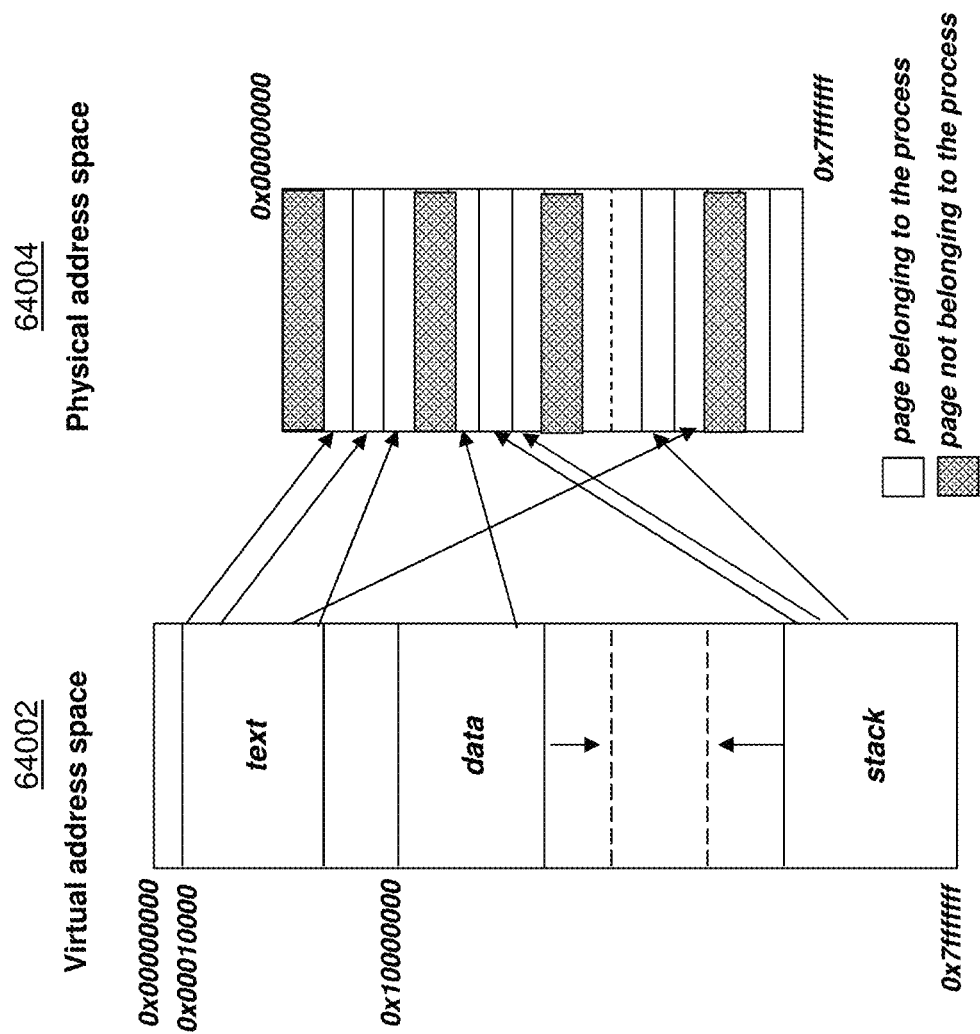 64002
Virtual address space
0x00000000
0x00010000
text
0x10000000
data
stack
0x7fffffff
64004
Physical address space
0x00000000
0x7fffffff
page belonging to the process
page not belonging to the process